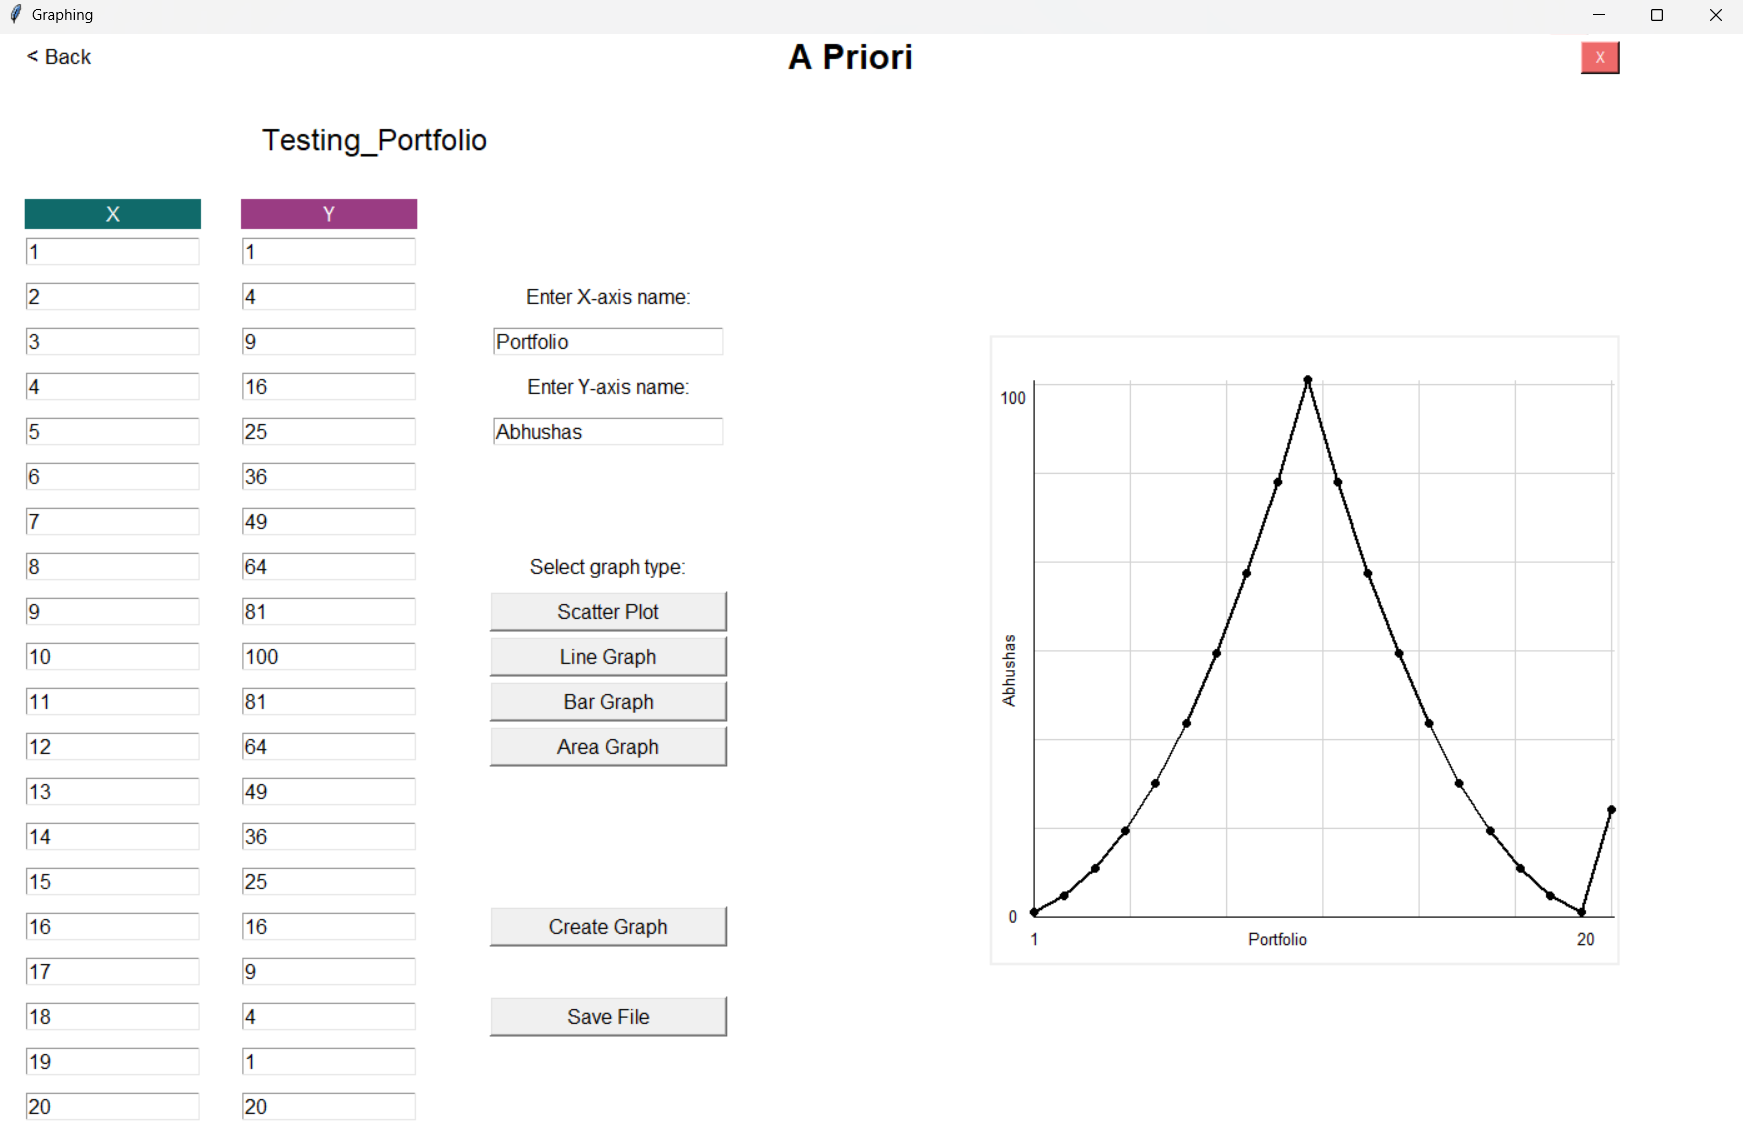 Graphing
< Back
A Priori
X
Testing_Portfolio
X Y
1 1
2 4
3 9
4 16
5 25
6 36
7 49
8 64
9 81
10 100
11 81
12 64
13 49
14 36
15 25
16 16
17 9
18 4
19 1
20 20
Enter X-axis name:
Portfolio
Enter Y-axis name:
Abhushas
Select graph type:
Scatter Plot
Line Graph
Bar Graph
Area Graph
Create Graph
Save File
100
Abhushas
0
1 Portfolio 20